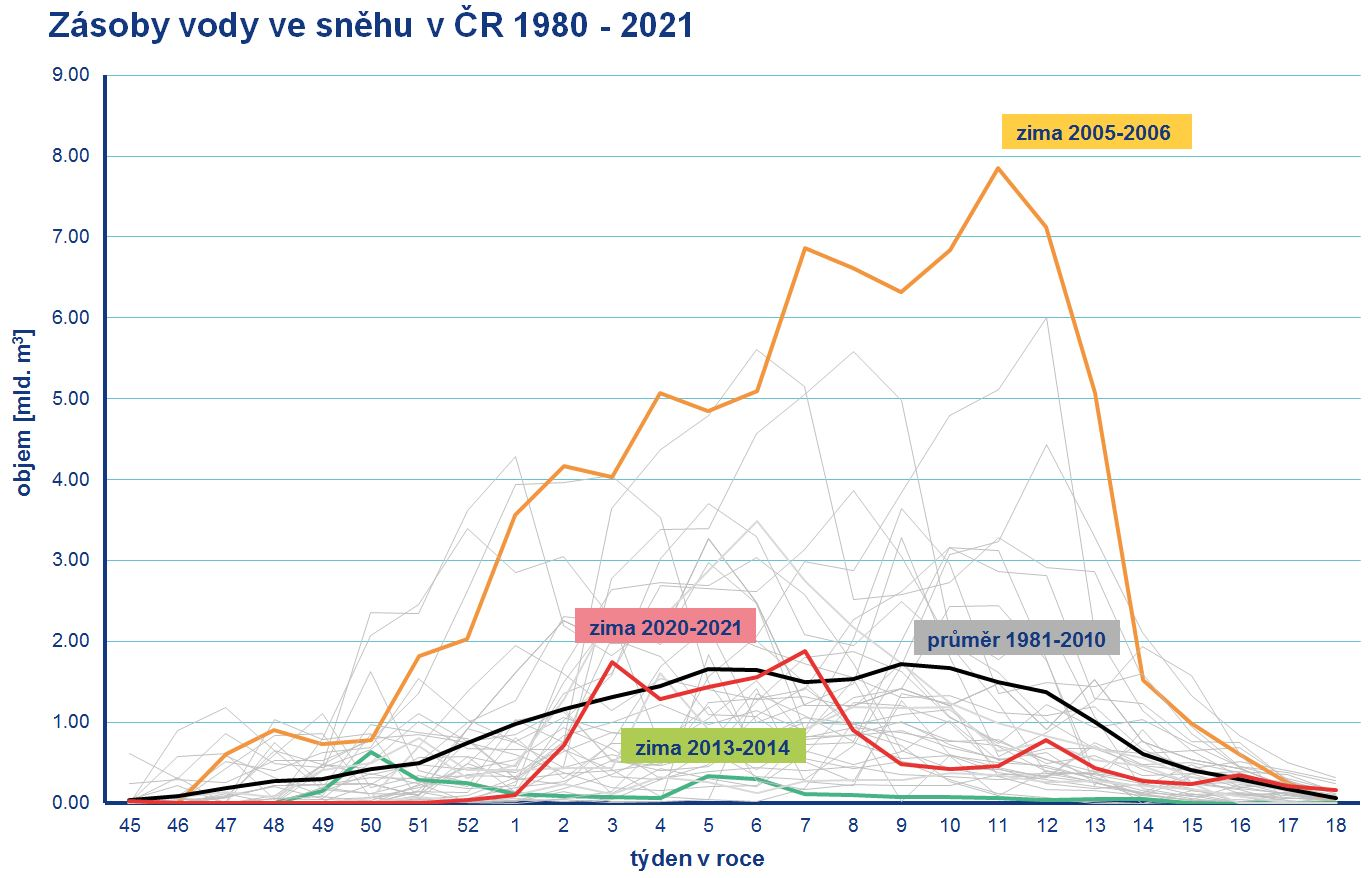 Zásoby vody ve sněhu v ČR 1980 - 2021
9.00
8.00
7.00
6.00
5.00
4.00
3.00
2.00
1.00
0.00
objem [mld. m³]
zima 2005-2006
zima 2020-2021
průměr 1981-2010
zima 2013-2014
45 46 47 48 49 50 51 52 1 2 3 4 5 6 7 8 9 10 11 12 13 14 15 16 17 18
týden v roce